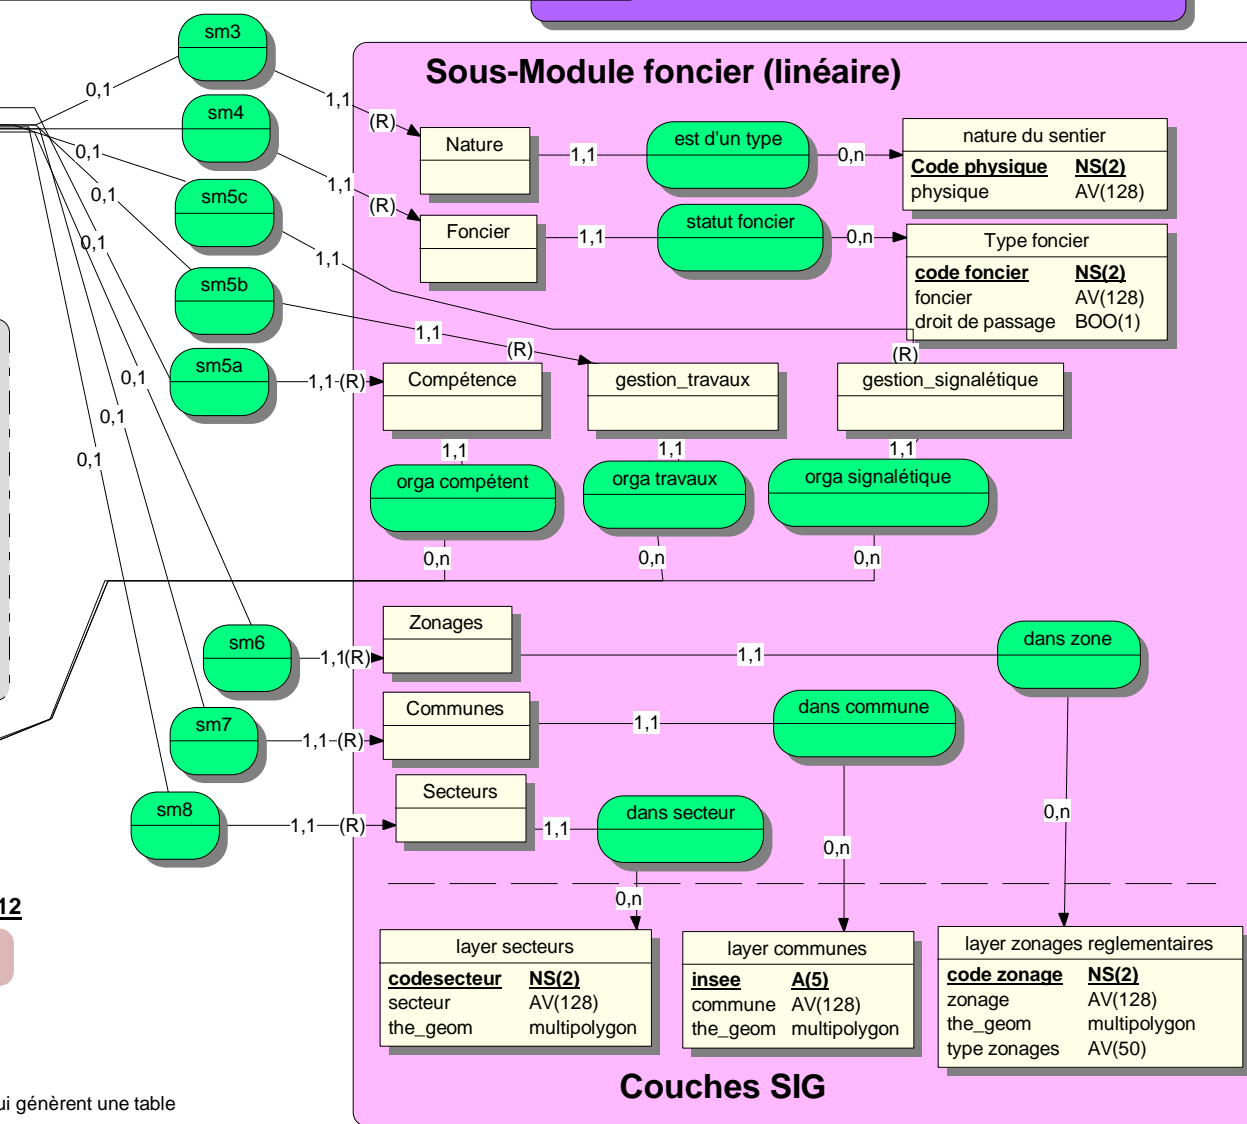 sm3
Sous-Module foncier (linéaire)
0,1
1,1
(R)
sm4
Nature
1,1
est d'un type
0,n
nature du sentier
Code physique NS(2)
physique AV(128)
0,1
1,1
(R)
sm5c
Foncier
1,1
statut foncier
0,n
Type foncier
code foncier NS(2)
foncier AV(128)
droit de passage BOO(1)
0,1
0,1
1,1
sm5b
1,1
(R)
(R)
sm5a
0,1
1,1 (R)
Compétence
gestion_travaux
gestion_signalétique
0,1
0,1
1,1
1,1
1,1
orga compétent
orga travaux
orga signalétique
0,n
0,n
0,n
Zonages
sm6
1,1(R)
1,1
dans zone
Communes
sm7
1,1 (R)
1,1
dans commune
Secteurs
sm8
1,1 (R)
1,1
dans secteur
0,n
0,n
0,n
12
layer secteurs
codesecteur NS(2)
secteur AV(128)
the_geom multipolygon
layer communes
insee A(5)
commune AV(128)
the_geom multipolygon
layer zonages reglementaires
code zonage NS(2)
zonage AV(128)
the_geom multipolygon
type zonages AV(50)
Couches SIG
ui génèrent une table